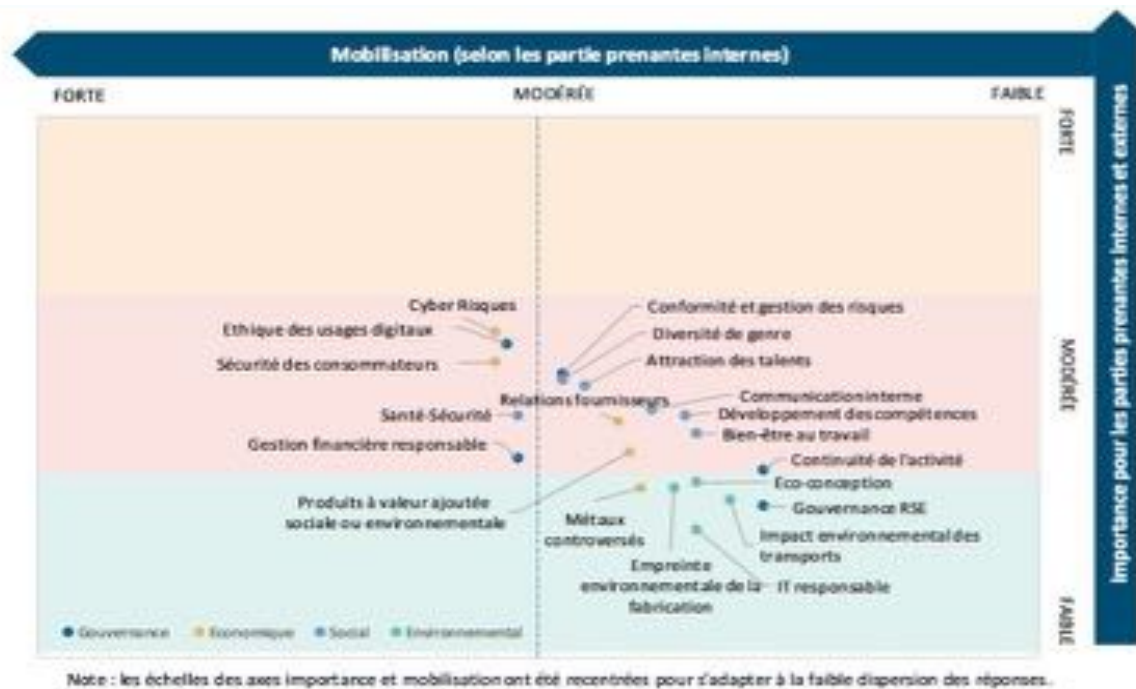 Mobilisation (selon les partie prenantes internes)
FORTE
MODÉRÉE
FAIBLE
Importance pour les parties prenantes internes et externes
FORTE
MODÉRÉE
FAIBLE
Cyber Risques
Ethique des usages digitaux
Sécurité des consommateurs
Conformité et gestion des risques
Diversité de genre
Attraction des talents
Relations fournisseurs
Communication interne
Santé-Sécurité
Développement des compétences
Bien-être au travail
Gestion financière responsable
Continuité de l'activité
Eco-conception
Produits à valeur ajoutée
sociale ou environnementale
Gouvernance RSE
Métaux
controversés
Impact environnemental des
transports
Empreinte
environnementale de la
fabrication
IT responsable
Gouvernance
Economique
Social
Environnemental
Note : les échelles des axes importance et mobilisation ont été recentrées pour s'adapter à la faible dispersion des réponses.